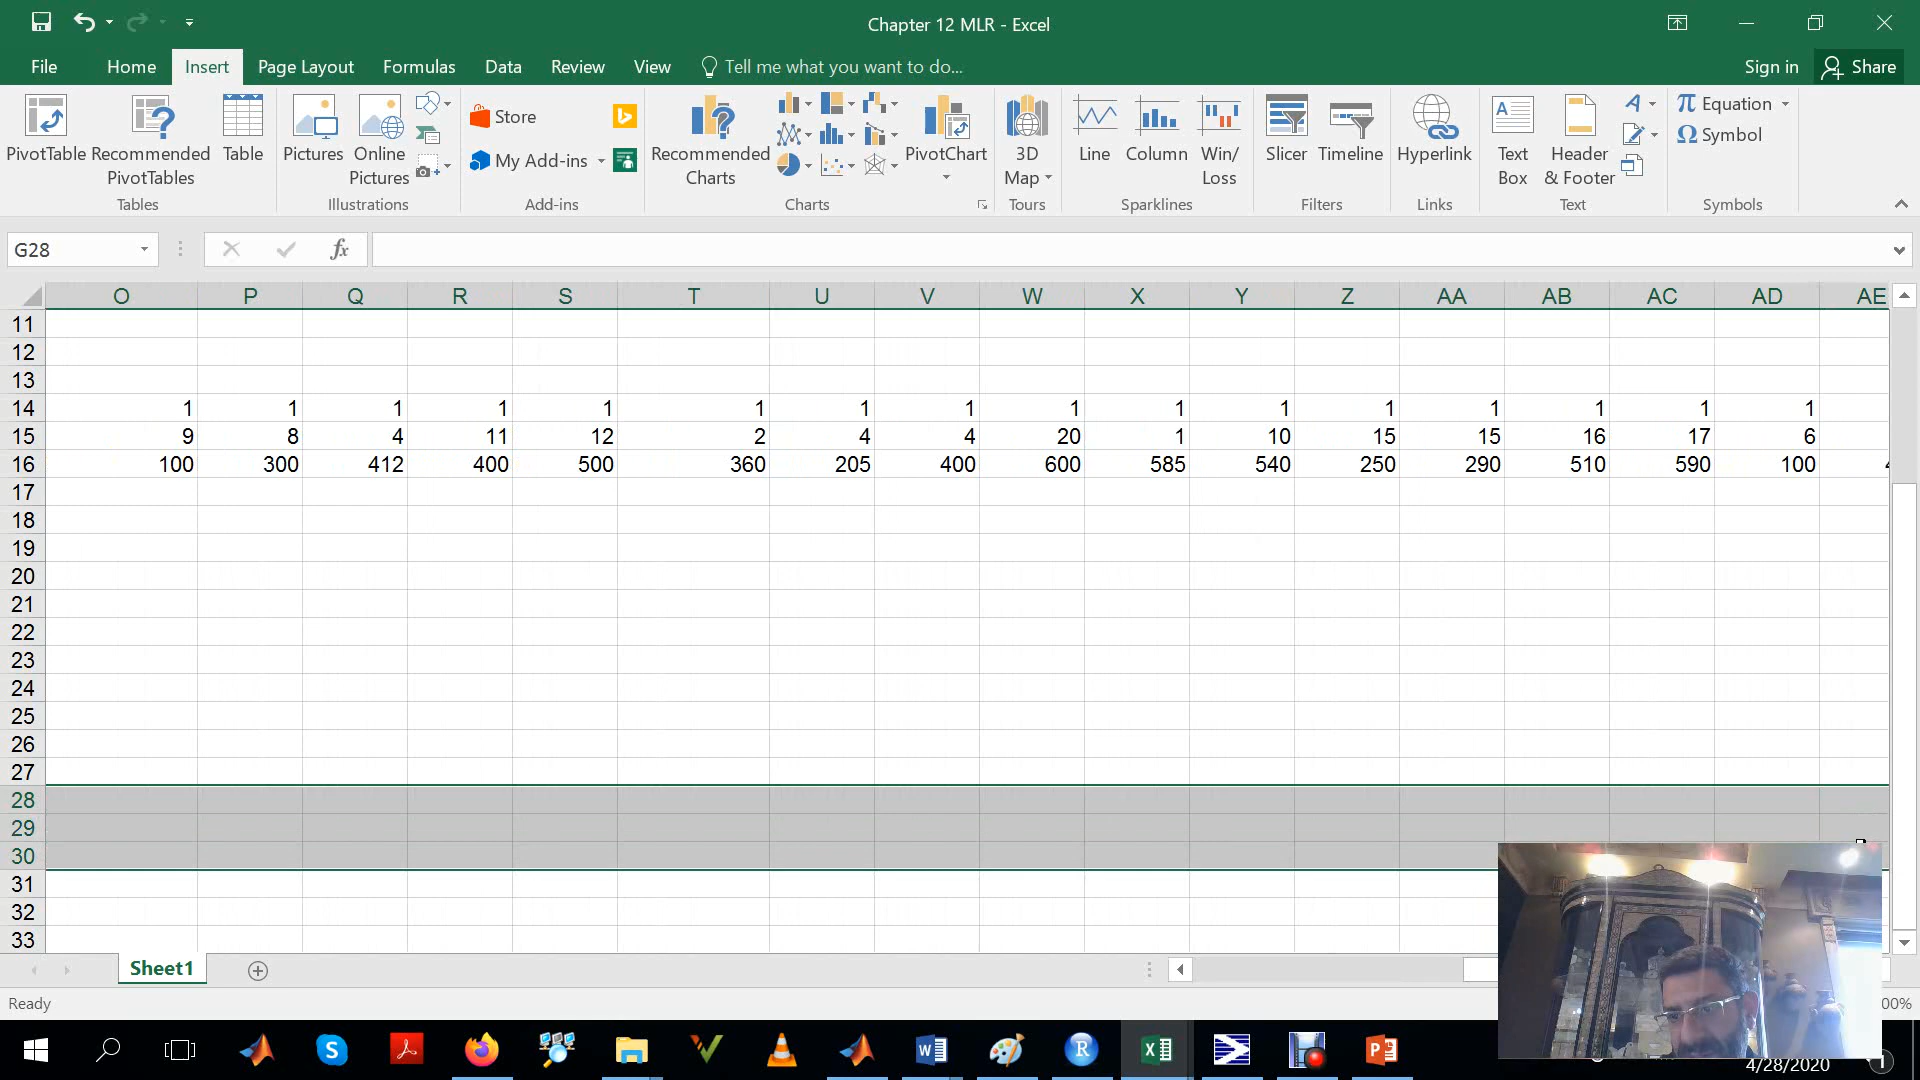 Chapter 12 MLR - Excel
File Home Insert Page Layout Formulas Data Review View Tell me what you want to do... Sign in Share
PivotTable Recommended PivotTables Table Pictures Online Pictures Store My Add-ins Recommended Charts PivotChart 3D Map Line Column Win/Loss Slicer Timeline Hyperlink Text Box Header & Footer Equation Symbol
Tables Illustrations Add-ins Charts Tours Sparklines Filters Links Text Symbols
G28 fx
O P Q R S T U V W X Y Z AA AB AC AD AE
11
12
13
14 1 1 1 1 1 1 1 1 1 1 1 1 1 1 1 1
15 9 8 4 11 12 2 4 4 20 1 10 15 15 16 17 6
16 100 300 412 400 500 360 205 400 600 585 540 250 290 510 590 100
17
18
19
20
21
22
23
24
25
26
27
28
29
30
31
32
33
Sheet1
Ready 00%
4/28/2020